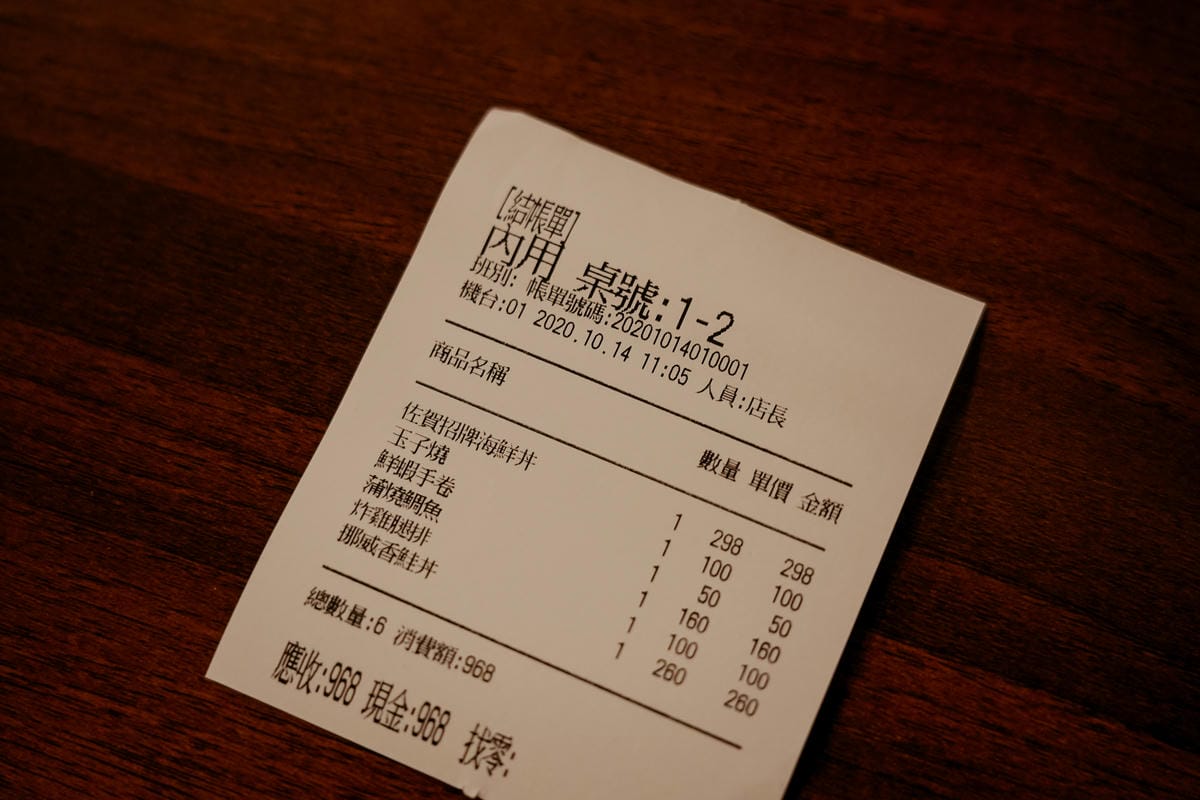 [結帳單]
內用 桌號:1-2
班別: 帳單號碼:20201014010001
機台:01 2020.10.14 11:05 人員:店長
商品名稱 數量 單價 金額
佐賀招牌海鮮丼 1 298 298
玉子燒 1 100 100
鮮蝦手卷 1 50 50
蒲燒鯛魚 1 160 160
炸雞腿排 1 100 100
挪威香鮭丼 1 260 260
總數量:6 消費額:968
應收:968 現金:968 找零: